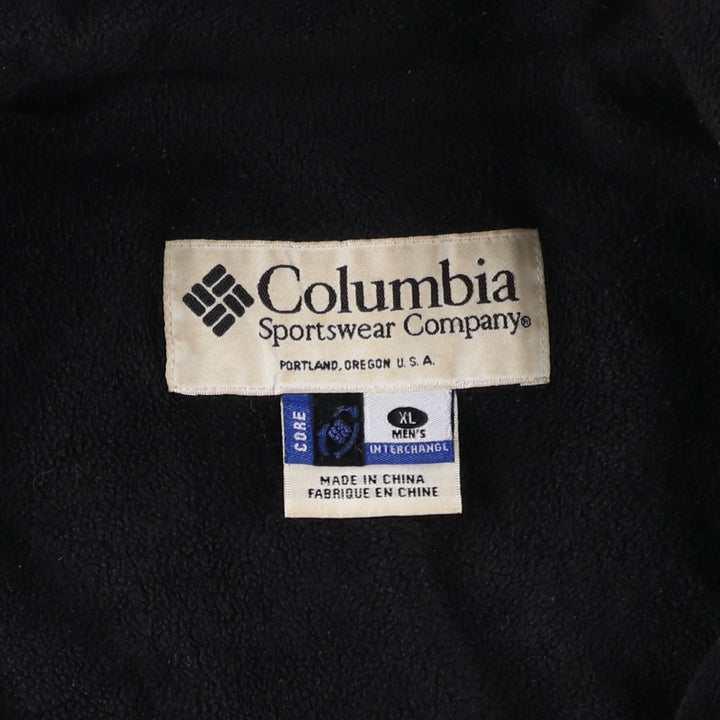 Columbia
Sportswear Company®
PORTLAND, OREGON U.S.A.
CORE
XL
MEN'S
INTERCHANGE
MADE IN CHINA
FABRIQUE EN CHINE